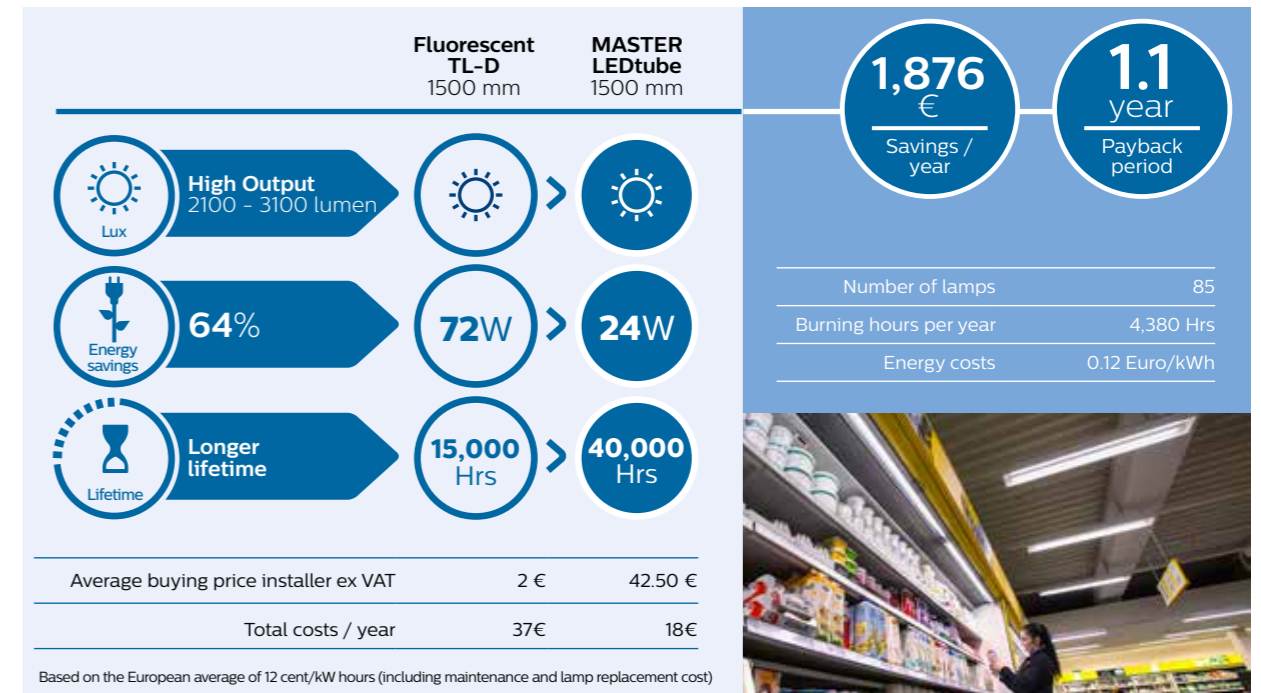 Fluorescent
TL-D
1500 mm
MASTER
LEDtube
1500 mm
High Output
2100 - 3100 lumen
Lux
64%
Energy
savings
72W
>
24W
Longer
lifetime
Lifetime
15,000
Hrs
>
40,000
Hrs
Average buying price installer ex VAT 2 € 42.50 €
Total costs / year 37€ 18€
Based on the European average of 12 cent/kW hours (including maintenance and lamp replacement cost)
1,876
€
Savings /
year
1.1
year
Payback
period
Number of lamps 85
Burning hours per year 4,380 Hrs
Energy costs 0.12 Euro/kWh